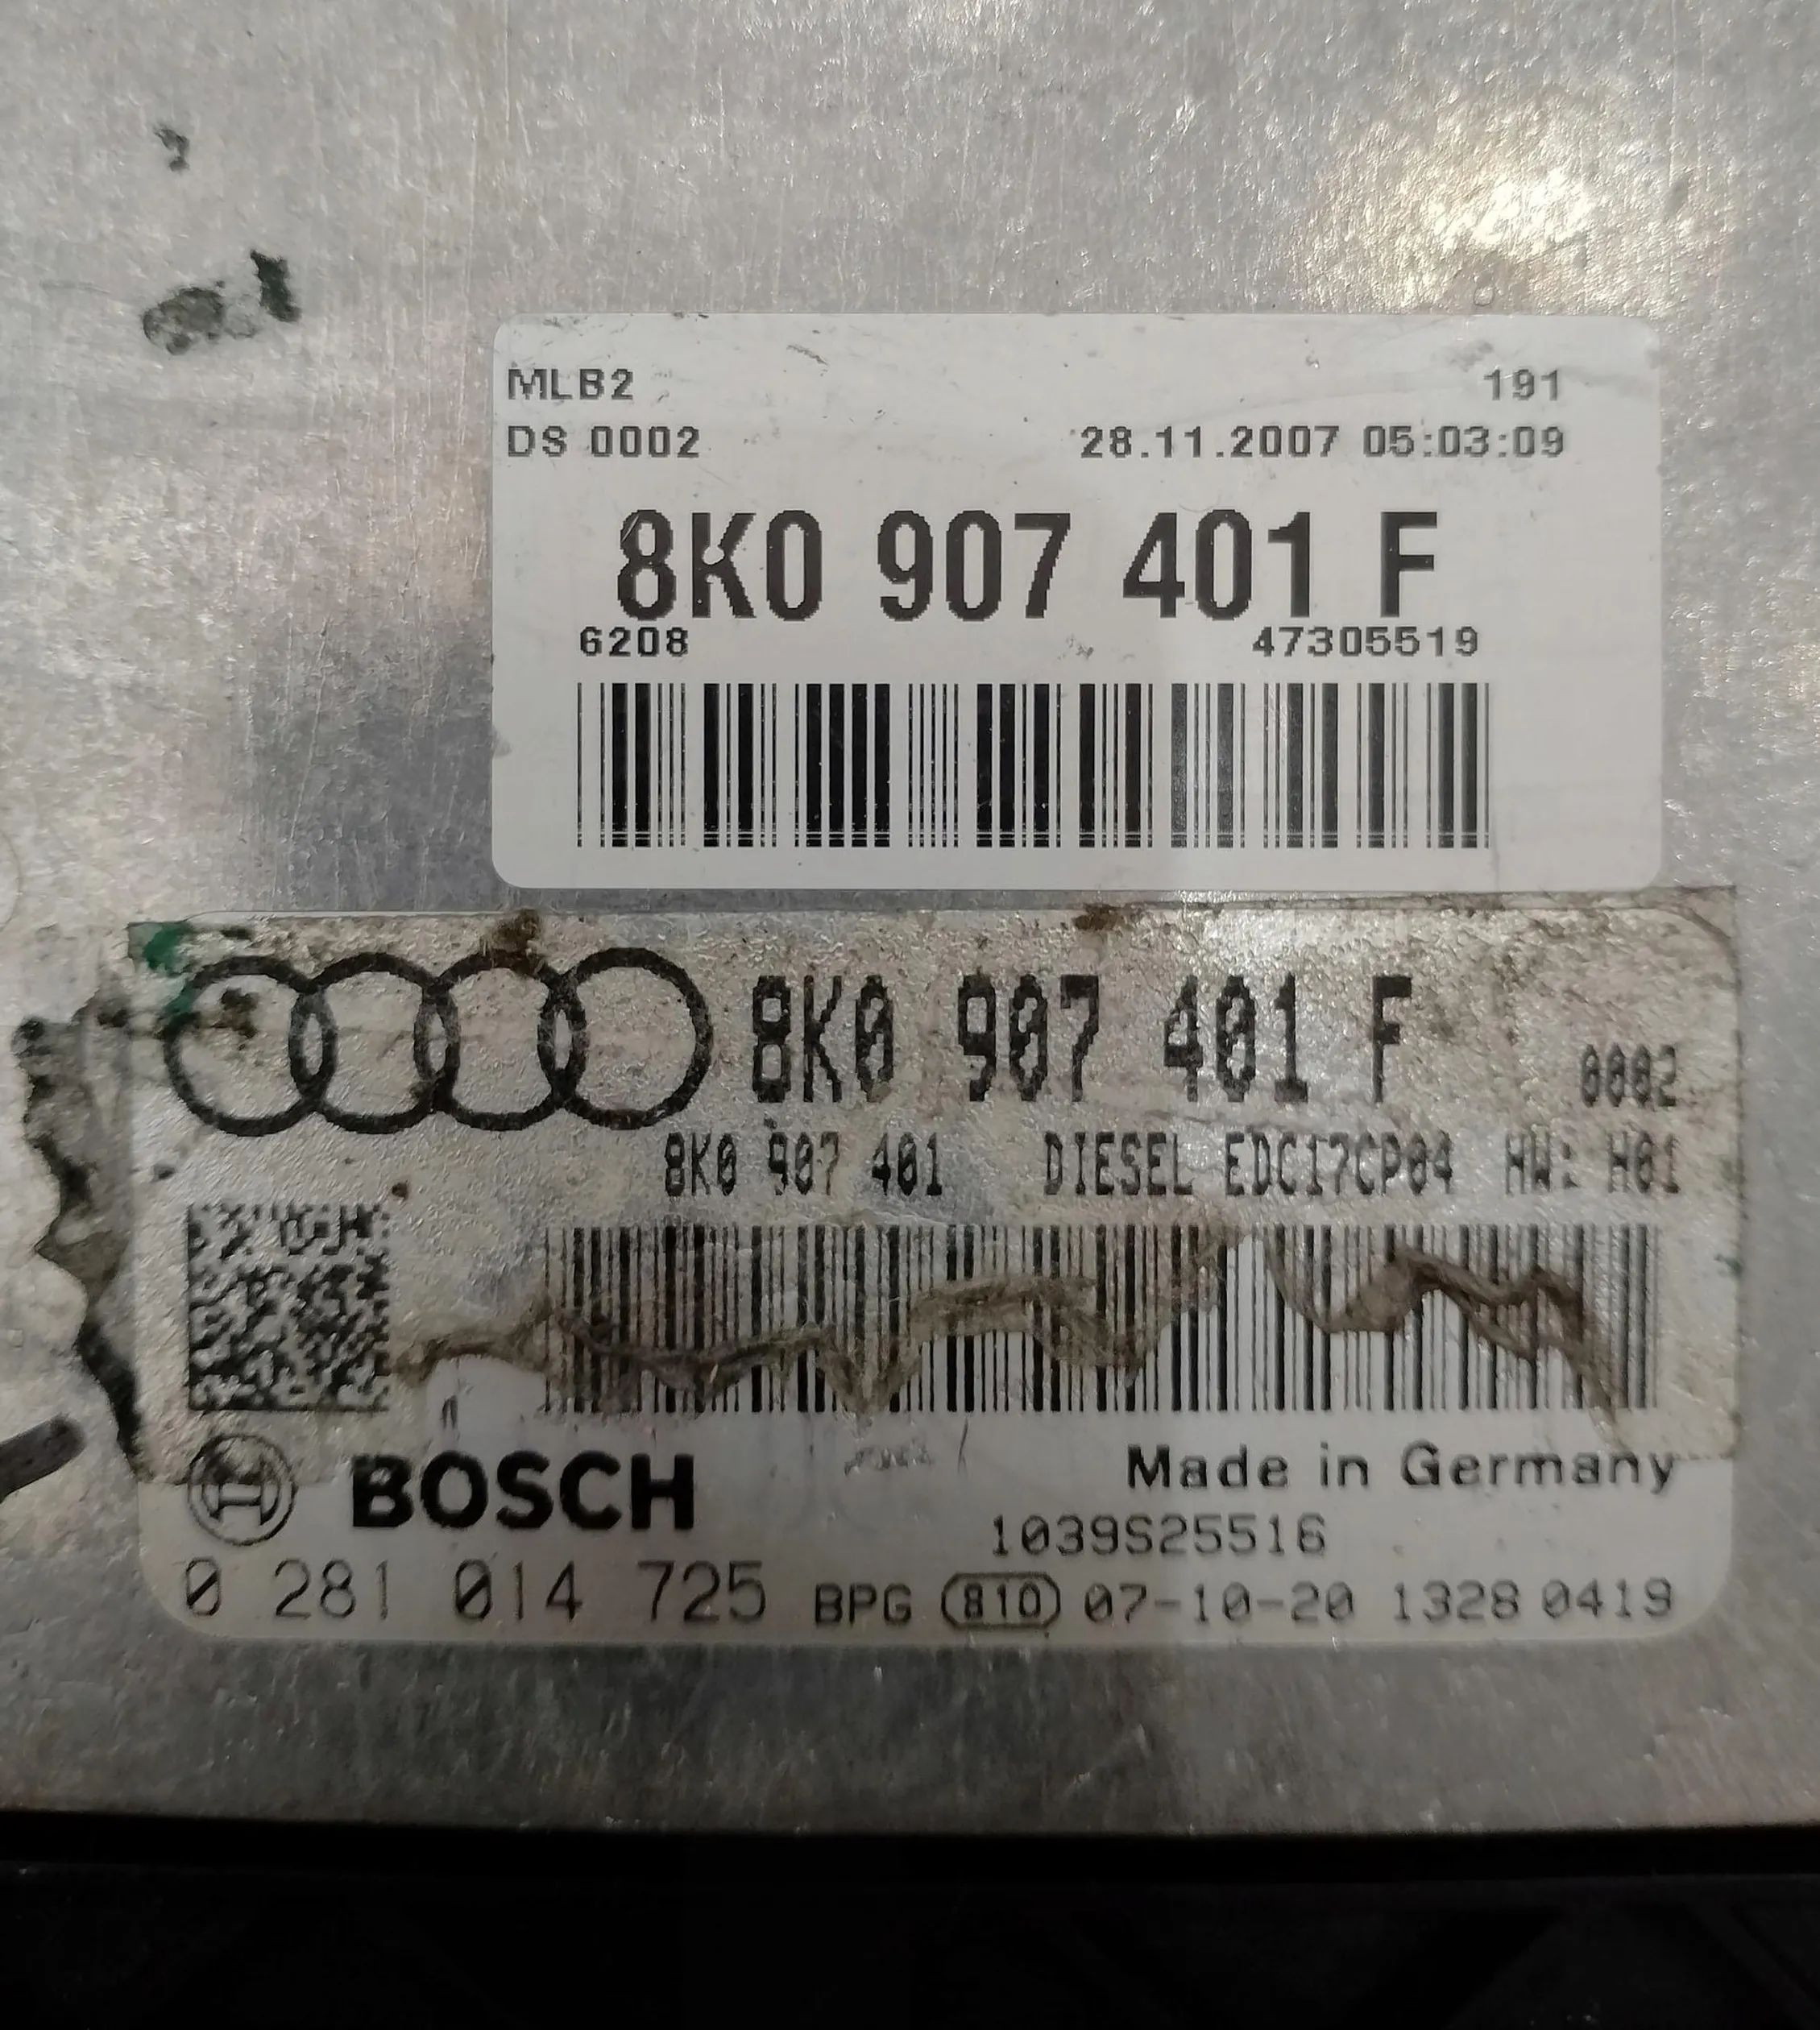 MLB2 191
DS 0002 28.11.2007 05:03:09
8K0 907 401 F
6208 47305519
8K0 907 401 F 0002
8K0 907 401 DIESEL EDC17CP04 HW: H01
BOSCH
Made in Germany
1039S25516
0 281 014 725 BPG 810 07-10-20 1328 0419